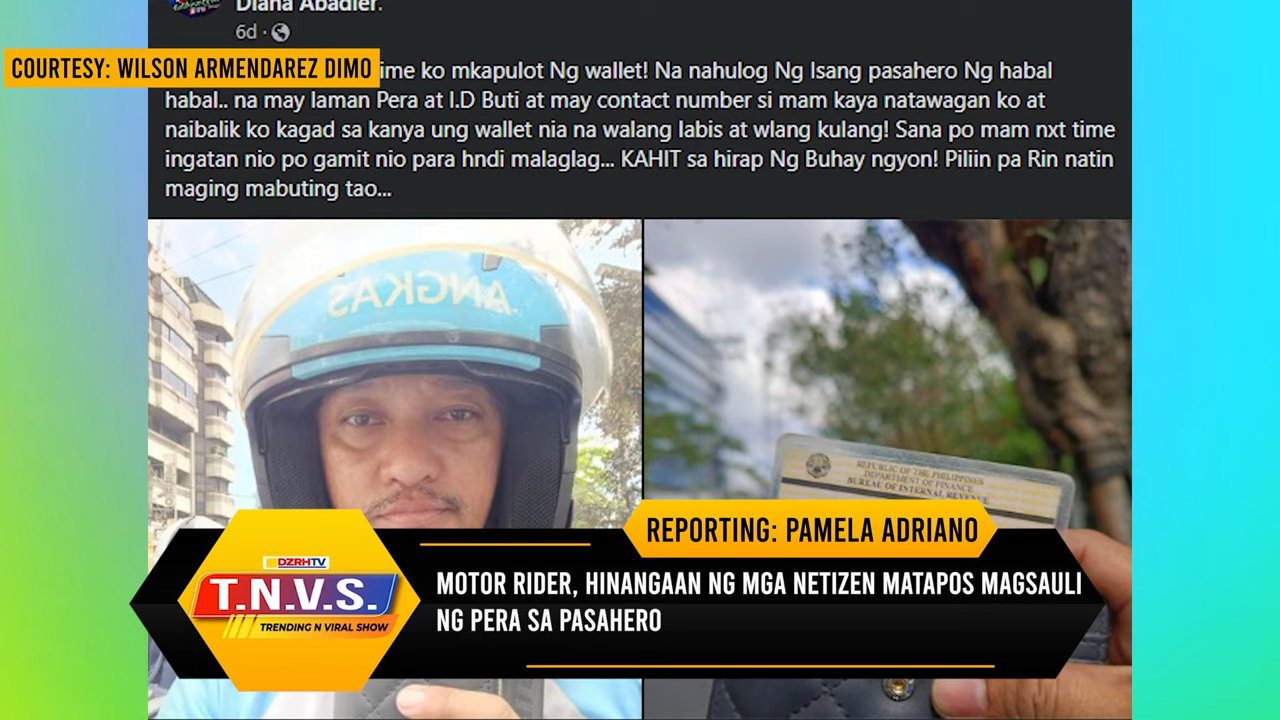 Diana Abadier.
6d
COURTESY: WILSON ARMENDAREZ DIMO
ime ko mkapulot Ng wallet! Na nahulog Ng Isang pasahero Ng habal
habal.. na may laman Pera at I.D Buti at may contact number si mam kaya natawagan ko at
naibalik ko kagad sa kanya ung wallet nia na walang labis at wlang kulang! Sana po mam nxt time
ingatan nio po gamit nio para hndi malaglag... KAHIT sa hirap Ng Buhay ngyon! Piliin pa Rin natin
maging mabuting tao...
ANGKAS
REPUBLIC OF THE PHILIPPINES
DEPARTMENT OF FINANCE
BUREAU OF INTERNAL REVENUE
REPORTING: PAMELA ADRIANO
DZRHTV
T.N.V.S.
TRENDING N VIRAL SHOW
MOTOR RIDER, HINANGAAN NG MGA NETIZEN MATAPOS MAGSAULI
NG PERA SA PASAHERO